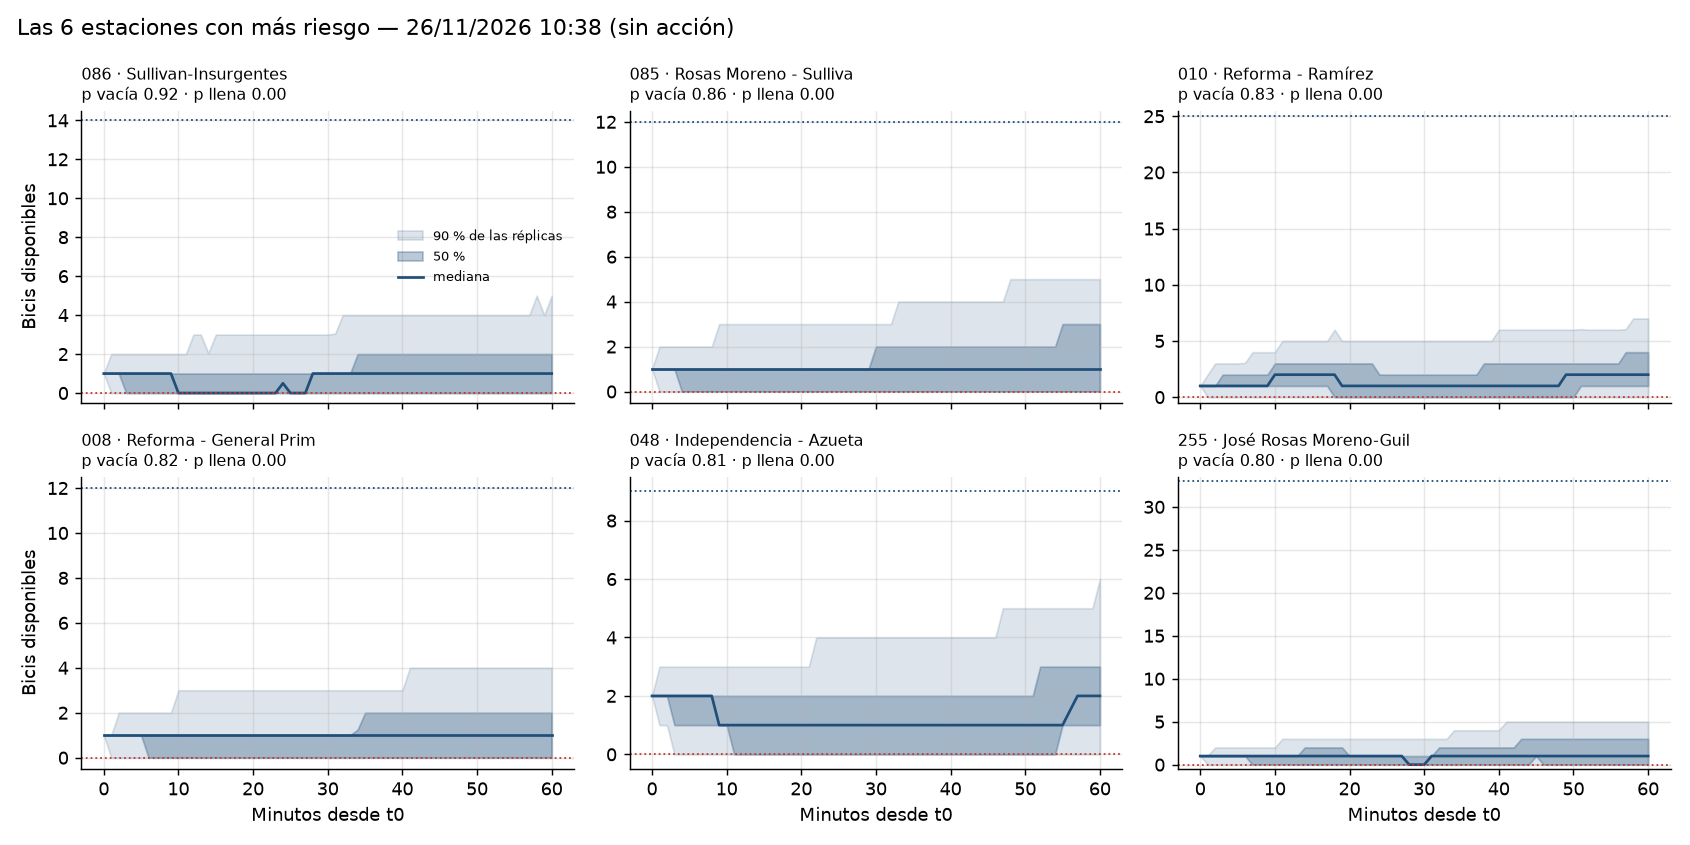 Las 6 estaciones con más riesgo — 26/11/2026 10:38 (sin acción)
086 · Sullivan-Insurgentes
p vacía 0.92 · p llena 0.00
14
12
10
8
6
4
2
0
Bicis disponibles
90 % de las réplicas
50 %
mediana
085 · Rosas Moreno - Sulliva
p vacía 0.86 · p llena 0.00
12
10
8
6
4
2
0
010 · Reforma - Ramírez
p vacía 0.83 · p llena 0.00
25
20
15
10
5
0
008 · Reforma - General Prim
p vacía 0.82 · p llena 0.00
12
10
8
6
4
2
0
Bicis disponibles
0 10 20 30 40 50 60
Minutos desde t0
048 · Independencia - Azueta
p vacía 0.81 · p llena 0.00
8
6
4
2
0
0 10 20 30 40 50 60
Minutos desde t0
255 · José Rosas Moreno-Guil
p vacía 0.80 · p llena 0.00
30
25
20
15
10
5
0
0 10 20 30 40 50 60
Minutos desde t0